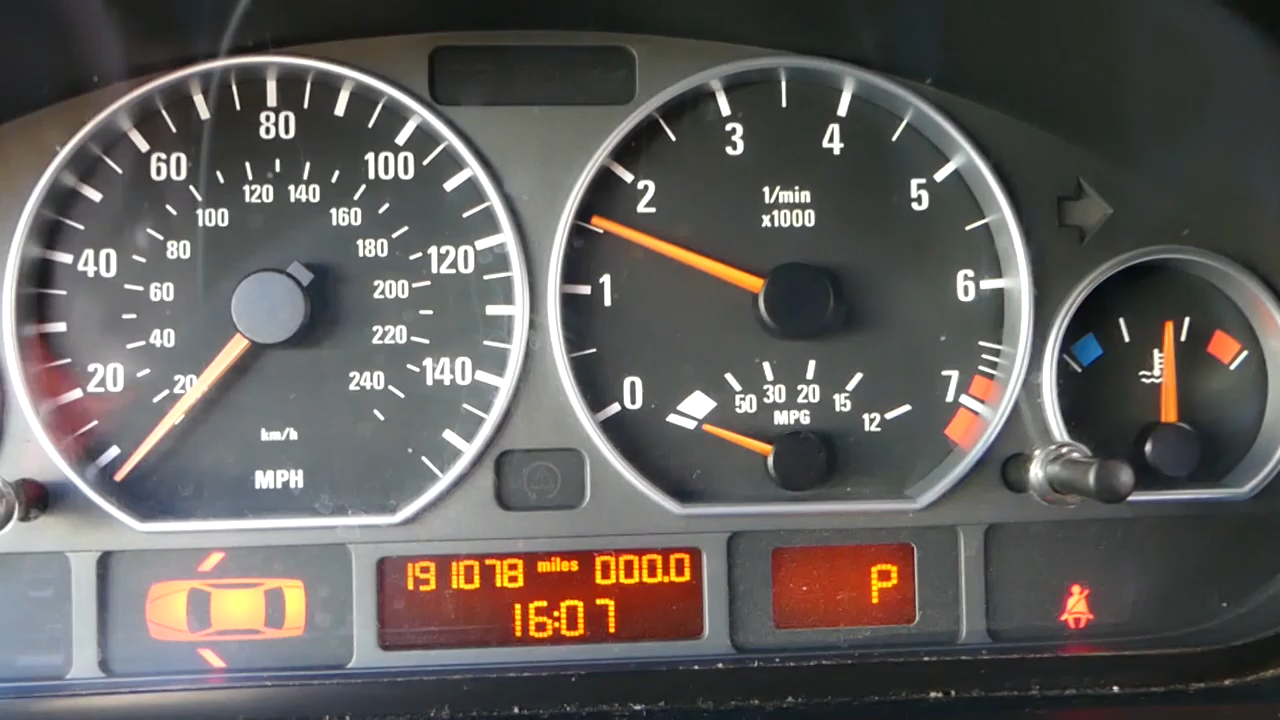 20 40 60 80 100 120 140
20 40 60 80 100 120 140 160 180 200 220 240
km/h
MPH
0 1 2 3 4 5 6 7
1/min
x1000
50 30 20 15 12
MPG
191078 miles 000.0
16:07
P